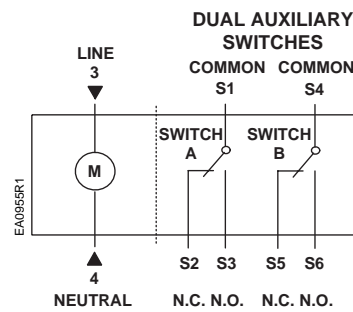 DUAL AUXILIARY
SWITCHES
LINE
3
COMMON COMMON
S1 S4
SWITCH
A
SWITCH
B
M
EA0955R1
4
NEUTRAL
S2 S3 S5 S6
N.C. N.O. N.C. N.O.